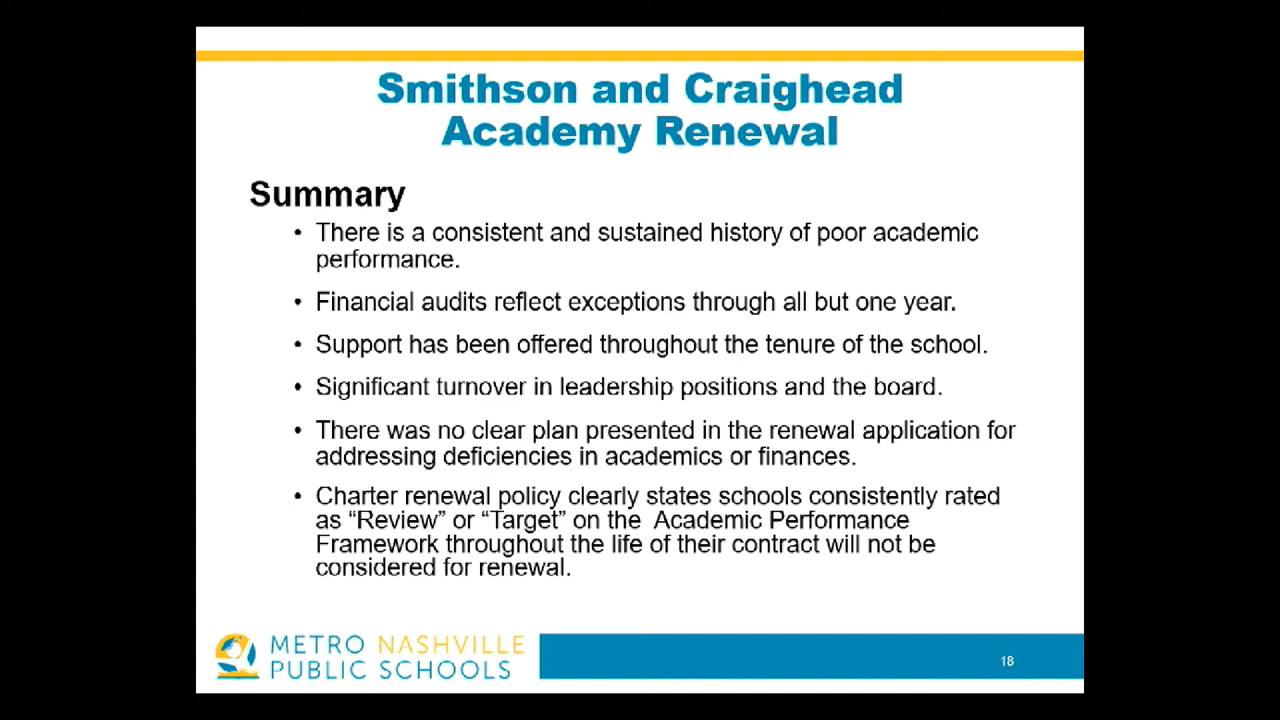 Smithson and Craighead
Academy Renewal
Summary
• There is a consistent and sustained history of poor academic
performance.
• Financial audits reflect exceptions through all but one year.
• Support has been offered throughout the tenure of the school.
• Significant turnover in leadership positions and the board.
• There was no clear plan presented in the renewal application for
addressing deficiencies in academics or finances.
• Charter renewal policy clearly states schools consistently rated
as “Review” or “Target” on the Academic Performance
Framework throughout the life of their contract will not be
considered for renewal.
METRO NASHVILLE
PUBLIC SCHOOLS
18